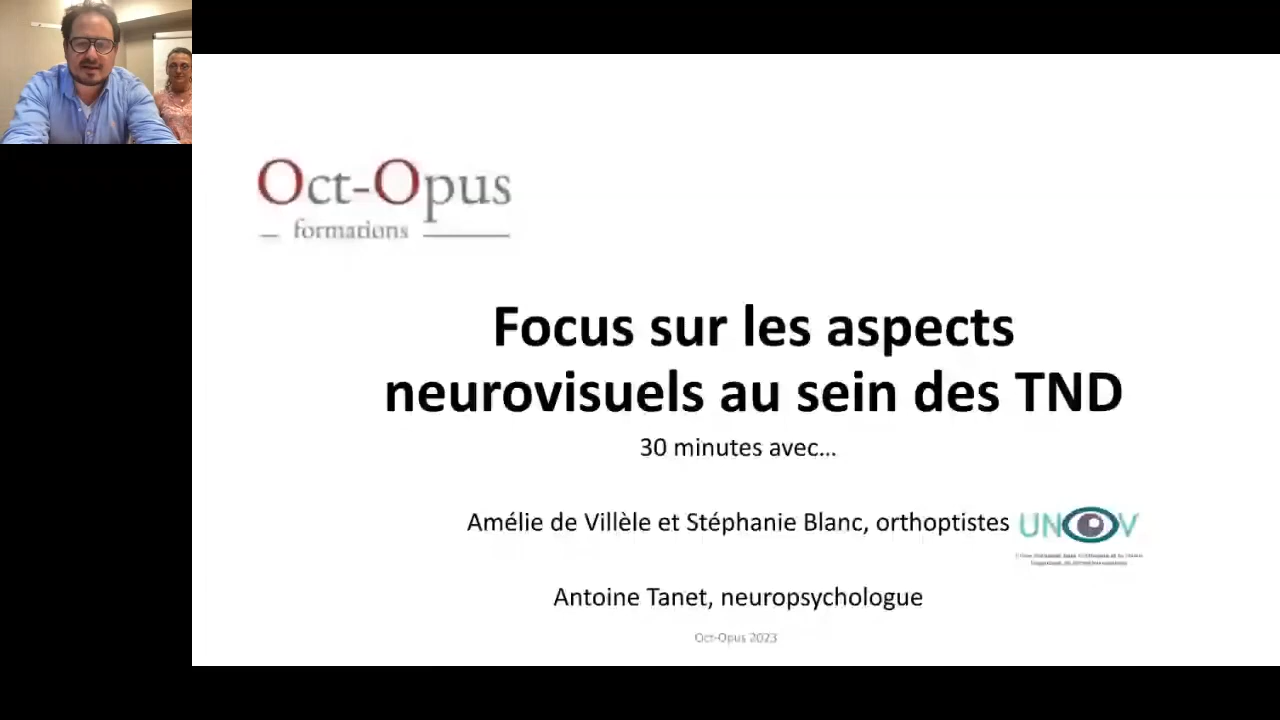 Oct-Opus
formations
Focus sur les aspects
neurovisuels au sein des TND
30 minutes avec...
Amélie de Villèle et Stéphanie Blanc, orthoptistes
UNOV
Antoine Tanet, neuropsychologue
Oct-Opus 2023